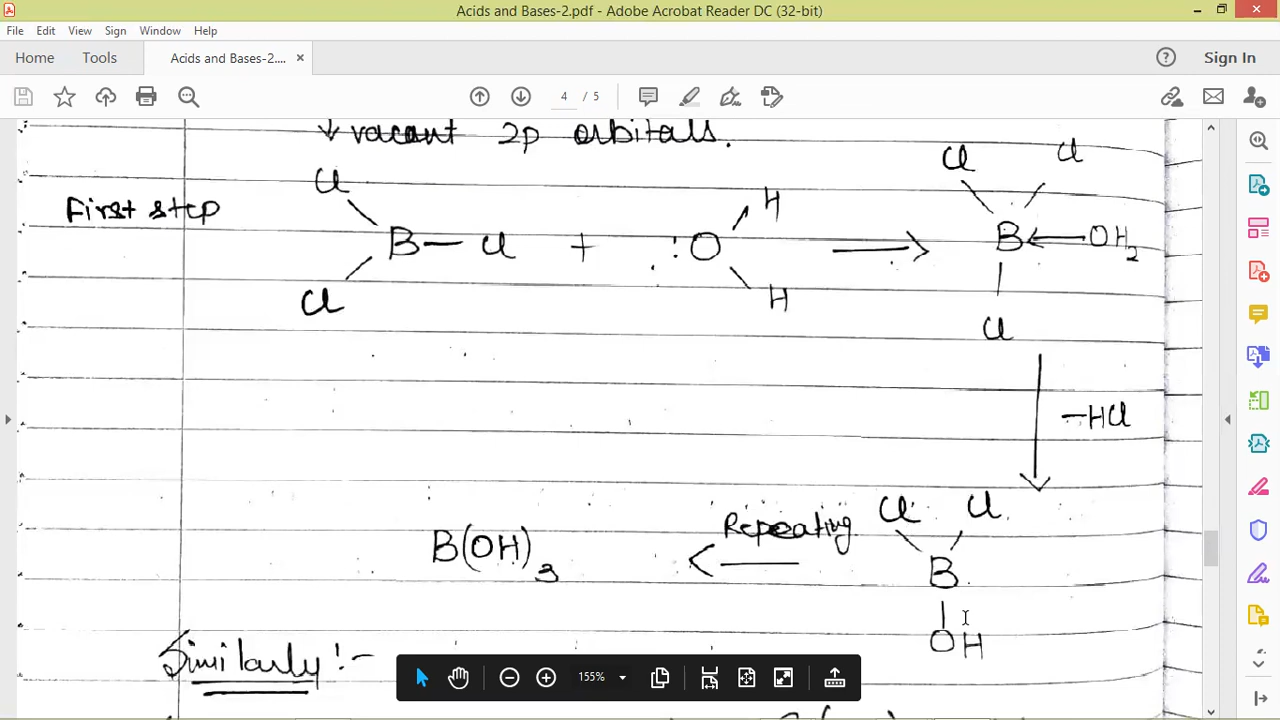 Acids and Bases-2.pdf - Adobe Acrobat Reader DC (32-bit)
File Edit View Sign Window Help
Home Tools Acids and Bases-2.... × Sign In
4 / 5
↓ vacant 2p orbitals.
First step
Cl Cl
Cl H
B—Cl + :O → B←OH2
Cl H
Cl
-HCl
Repeating Cl Cl
B(OH)3 ← B
OH
Similarly :-
155%